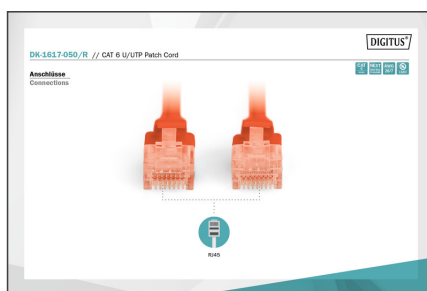 DIGITUS®
DK-1617-050/R // CAT 6 U/UTP Patch Cord
Anschlüsse
Connections
RJ45